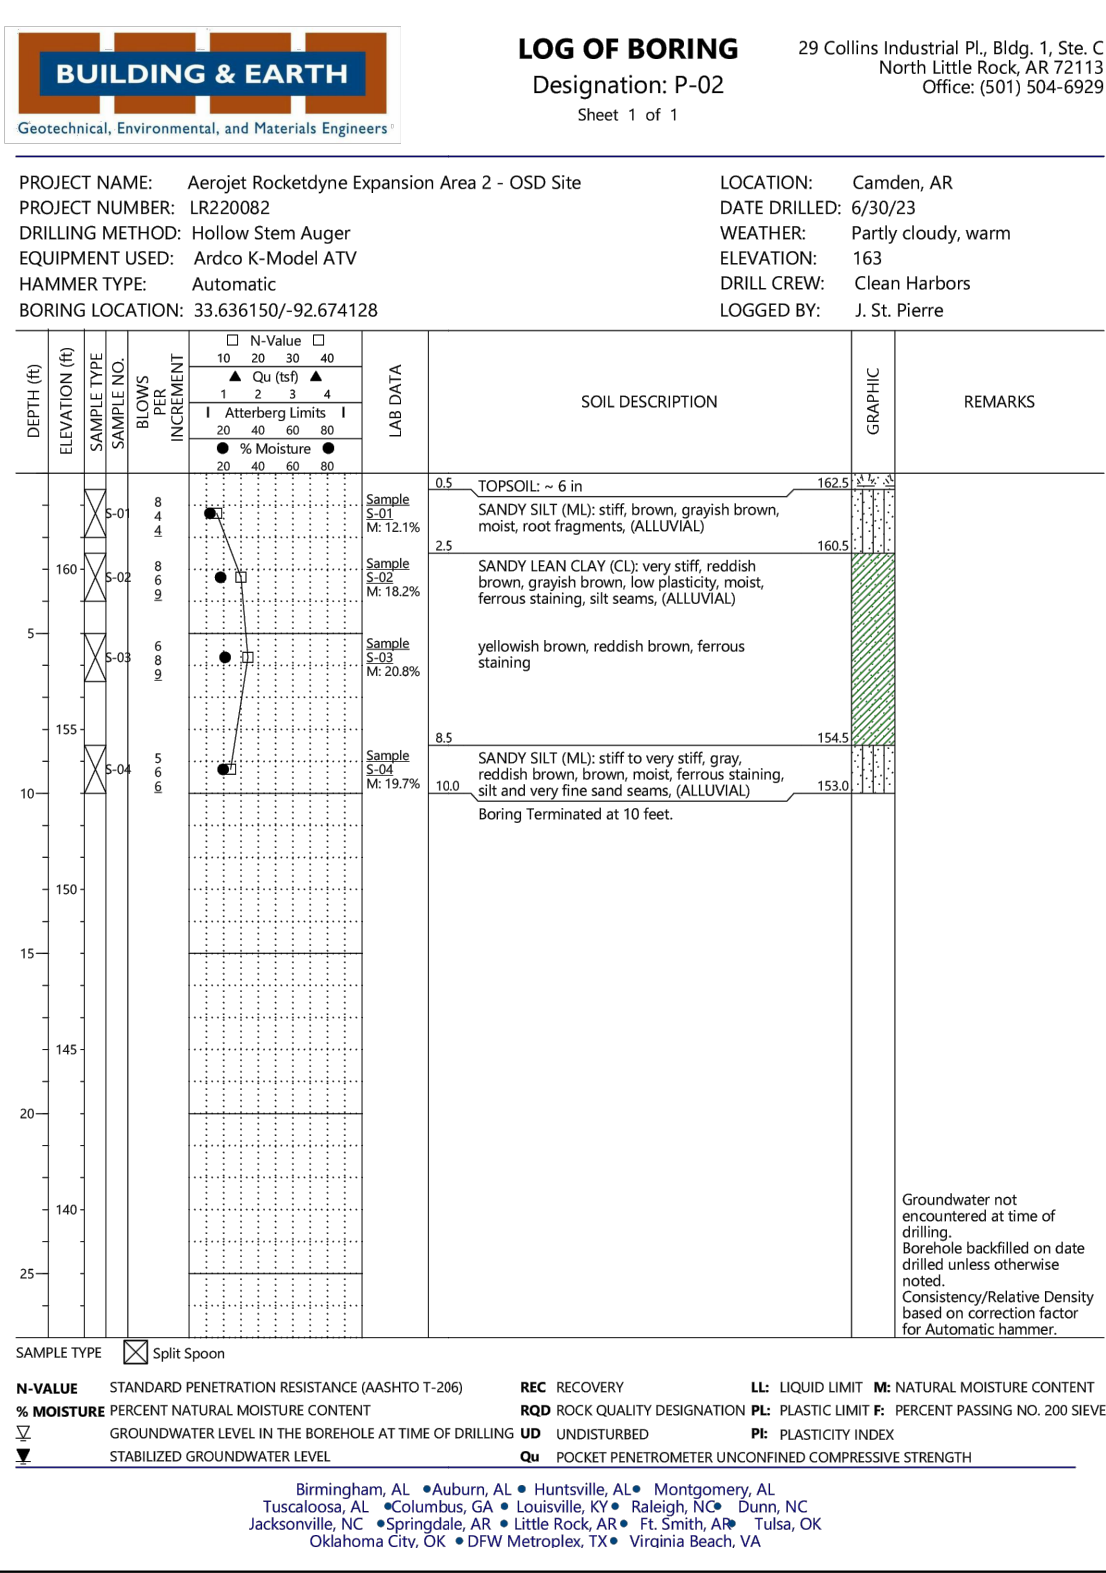 BUILDING & EARTH
Geotechnical, Environmental, and Materials Engineers
LOG OF BORING
Designation: P-02
Sheet 1 of 1
29 Collins Industrial Pl., Bldg. 1, Ste. C
North Little Rock, AR 72113
Office: (501) 504-6929
PROJECT NAME: Aerojet Rocketdyne Expansion Area 2 - OSD Site
PROJECT NUMBER: LR220082
DRILLING METHOD: Hollow Stem Auger
EQUIPMENT USED: Ardco K-Model ATV
HAMMER TYPE: Automatic
BORING LOCATION: 33.636150/-92.674128
LOCATION: Camden, AR
DATE DRILLED: 6/30/23
WEATHER: Partly cloudy, warm
ELEVATION: 163
DRILL CREW: Clean Harbors
LOGGED BY: J. St. Pierre
DEPTH (ft)
ELEVATION (ft)
SAMPLE TYPE
SAMPLE NO.
BLOWS
PER
INCREMENT
N-Value
10 20 30 40
Qu (tsf)
1 2 3 4
Atterberg Limits
20 40 60 80
% Moisture
20 40 60 80
LAB DATA
SOIL DESCRIPTION
GRAPHIC
REMARKS
0.5 TOPSOIL: ~ 6 in 162.5
S-01
8
4
4
Sample
S-01
M: 12.1%
SANDY SILT (ML): stiff, brown, grayish brown,
moist, root fragments, (ALLUVIAL)
2.5 160.5
160
S-02
8
6
9
Sample
S-02
M: 18.2%
SANDY LEAN CLAY (CL): very stiff, reddish
brown, grayish brown, low plasticity, moist,
ferrous staining, silt seams, (ALLUVIAL)
5
S-03
6
8
9
Sample
S-03
M: 20.8%
yellowish brown, reddish brown, ferrous
staining
155
8.5 154.5
S-04
5
6
6
Sample
S-04
M: 19.7%
SANDY SILT (ML): stiff to very stiff, gray,
reddish brown, brown, moist, ferrous staining,
silt and very fine sand seams, (ALLUVIAL)
10.0 153.0
10
Boring Terminated at 10 feet.
150
15
145
20
140
25
Groundwater not
encountered at time of
drilling.
Borehole backfilled on date
drilled unless otherwise
noted.
Consistency/Relative Density
based on correction factor
for Automatic hammer.
SAMPLE TYPE Split Spoon
N-VALUE STANDARD PENETRATION RESISTANCE (AASHTO T-206)
% MOISTURE PERCENT NATURAL MOISTURE CONTENT
GROUNDWATER LEVEL IN THE BOREHOLE AT TIME OF DRILLING
STABILIZED GROUNDWATER LEVEL
REC RECOVERY
RQD ROCK QUALITY DESIGNATION
UD UNDISTURBED
Qu POCKET PENETROMETER UNCONFINED COMPRESSIVE STRENGTH
LL: LIQUID LIMIT M: NATURAL MOISTURE CONTENT
PL: PLASTIC LIMIT F: PERCENT PASSING NO. 200 SIEVE
PI: PLASTICITY INDEX
Birmingham, AL • Auburn, AL • Huntsville, AL • Montgomery, AL
Tuscaloosa, AL • Columbus, GA • Louisville, KY • Raleigh, NC • Dunn, NC
Jacksonville, NC • Springdale, AR • Little Rock, AR • Ft. Smith, AR • Tulsa, OK
Oklahoma City, OK • DFW Metroplex, TX • Virginia Beach, VA